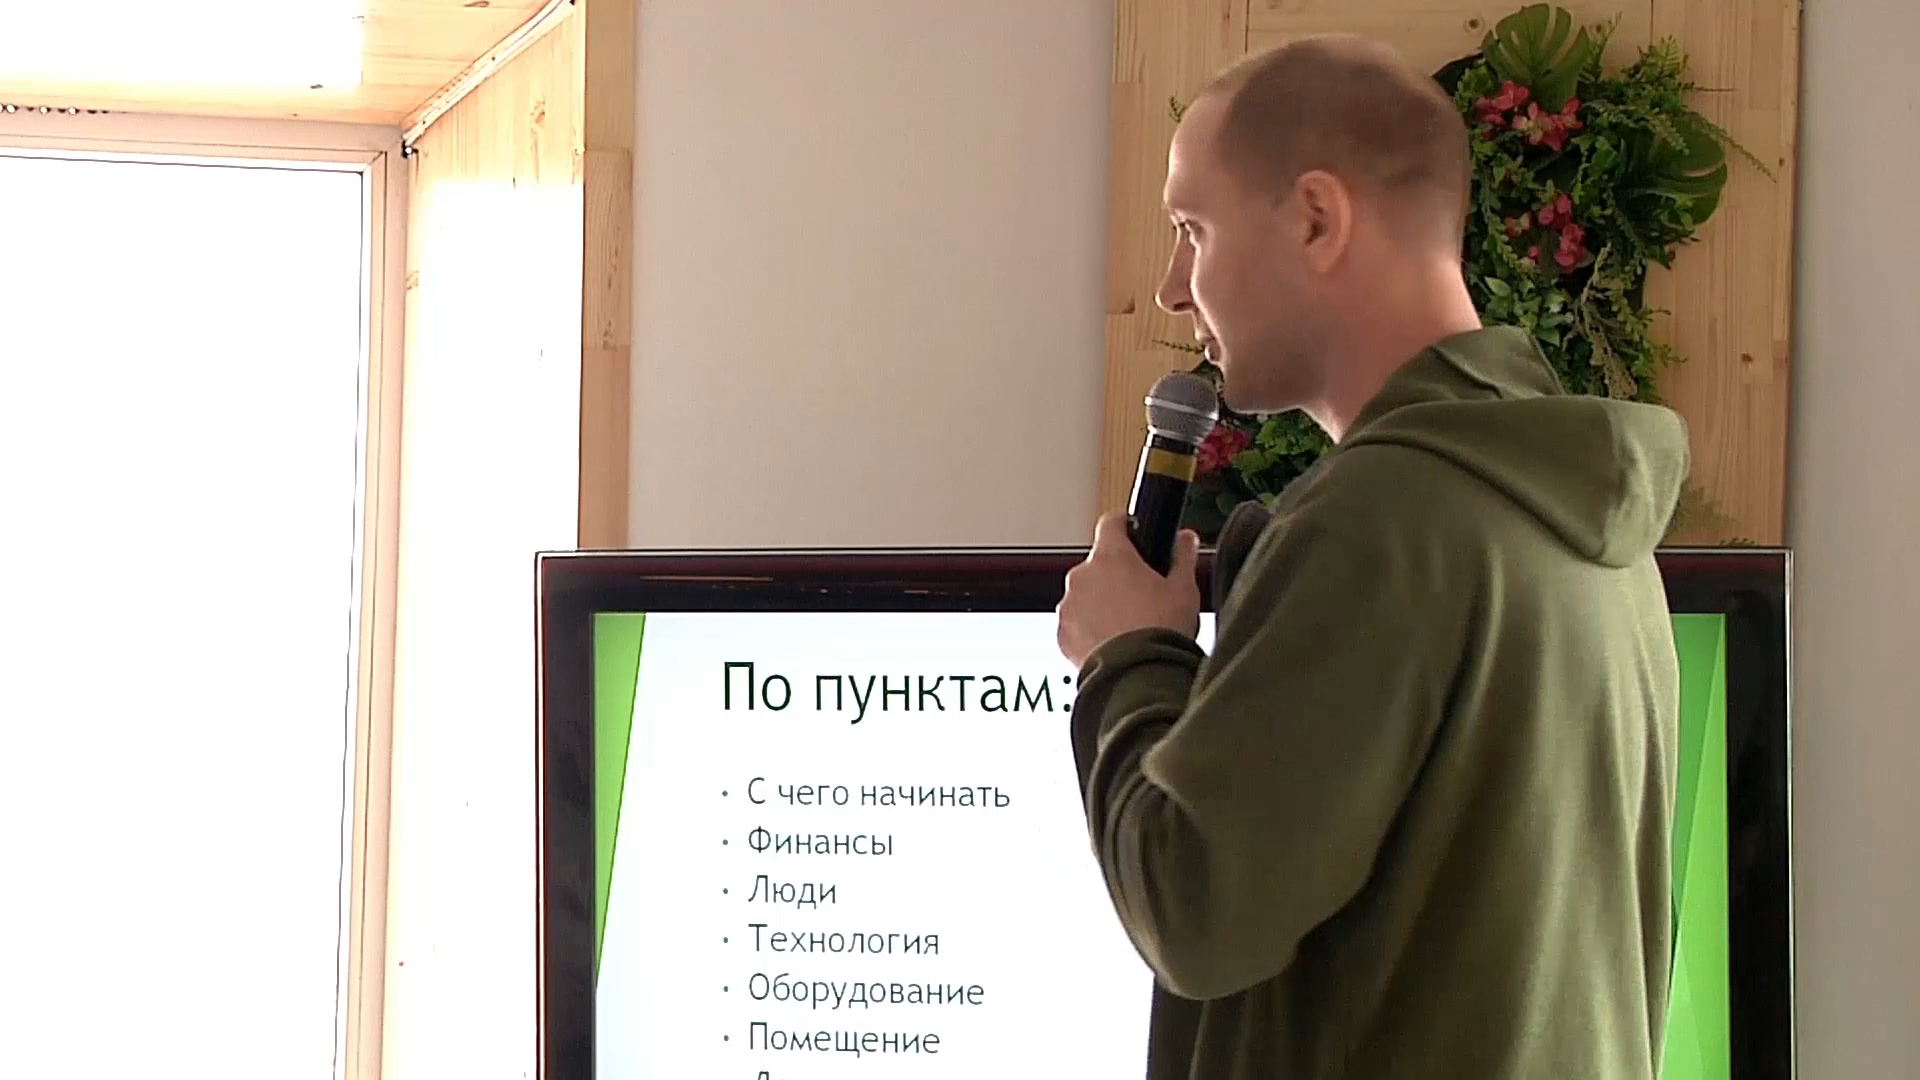 По пунктам:
• С чего начинать
• Финансы
• Люди
• Технология
• Оборудование
• Помещение